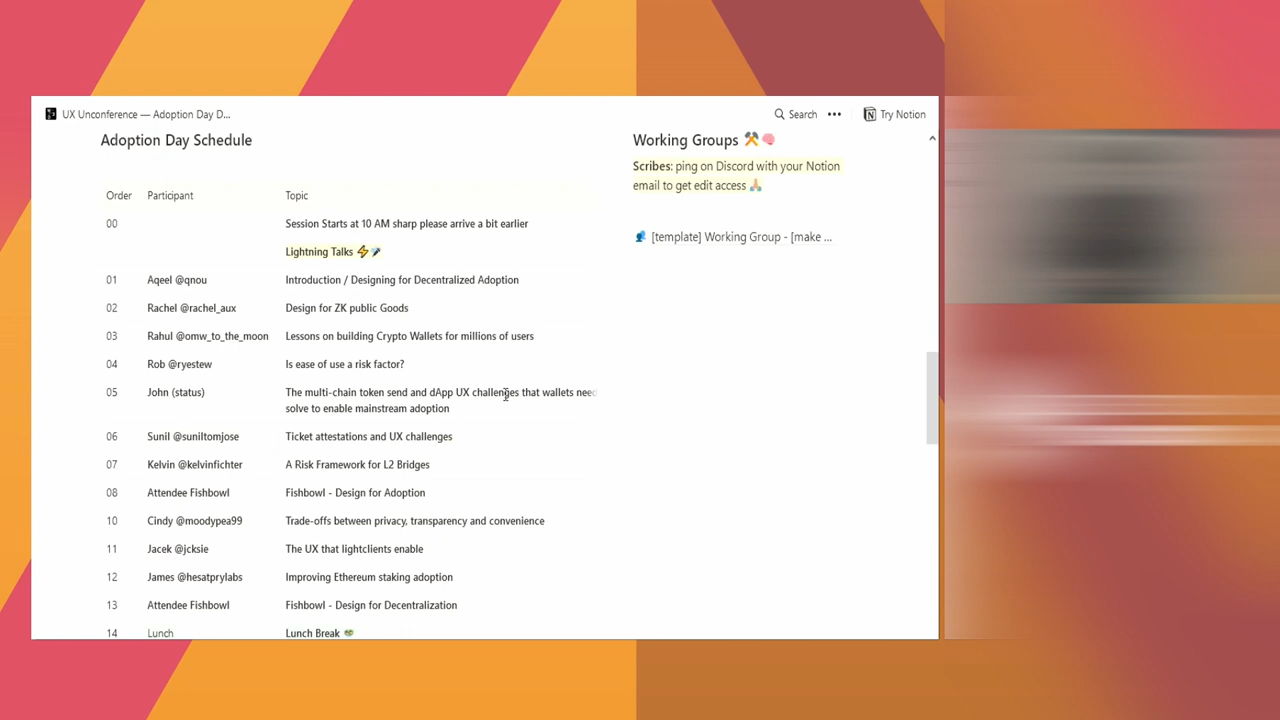 UX Unconference — Adoption Day D...
Search
•••
Try Notion
Adoption Day Schedule
Order Participant Topic
00 Session Starts at 10 AM sharp please arrive a bit earlier
Lightning Talks ⚡
01 Aqeel @qnou Introduction / Designing for Decentralized Adoption
02 Rachel @rachel_aux Design for ZK public Goods
03 Rahul @omw_to_the_moon Lessons on building Crypto Wallets for millions of users
04 Rob @ryestew Is ease of use a risk factor?
05 John (status) The multi-chain token send and dApp UX challenges that wallets need
solve to enable mainstream adoption
06 Sunil @suniltomjose Ticket attestations and UX challenges
07 Kelvin @kelvinfichter A Risk Framework for L2 Bridges
08 Attendee Fishbowl Fishbowl - Design for Adoption
10 Cindy @moodypea99 Trade-offs between privacy, transparency and convenience
11 Jacek @jcksie The UX that lightclients enable
12 James @hesatprylabs Improving Ethereum staking adoption
13 Attendee Fishbowl Fishbowl - Design for Decentralization
14 Lunch Lunch Break
Working Groups ⚒️🧠
Scribes: ping on Discord with your Notion
email to get edit access 🙏
[template] Working Group - [make ...